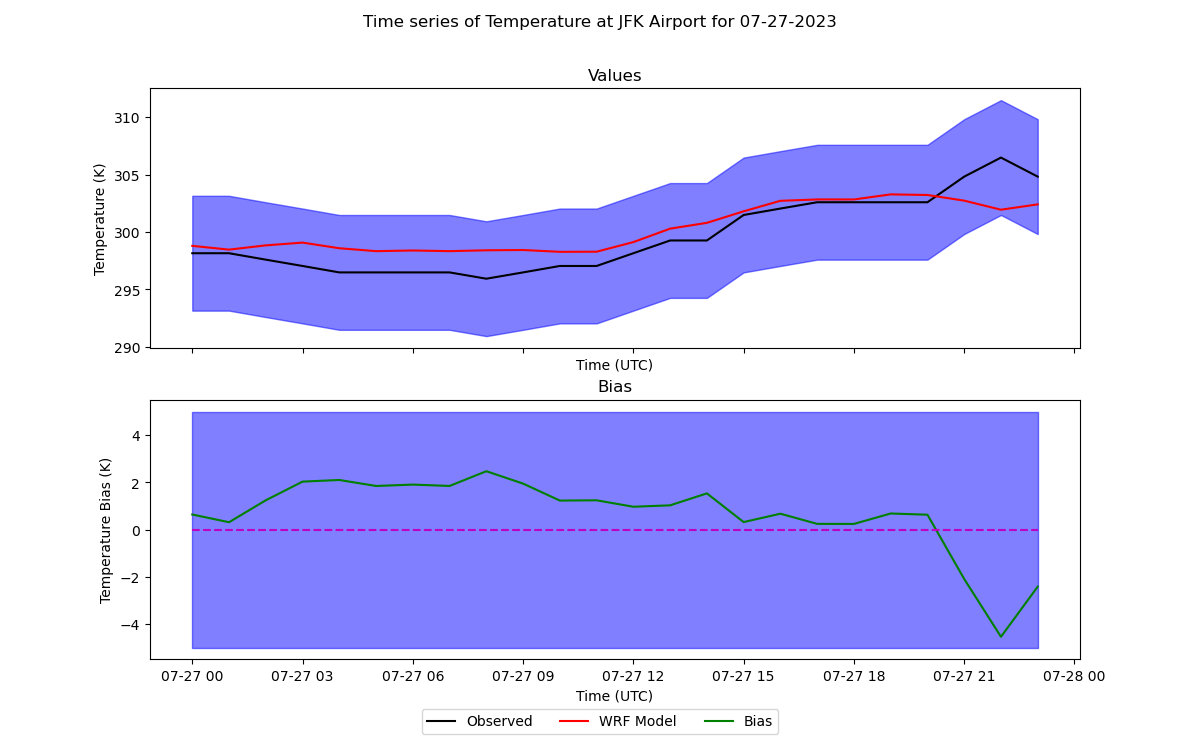 Time series of Temperature at JFK Airport for 07-27-2023
Values
Temperature (K)
310
305
300
295
290
Time (UTC)
Bias
Temperature Bias (K)
4
2
0
−2
−4
07-27 00 07-27 03 07-27 06 07-27 09 07-27 12 07-27 15 07-27 18 07-27 21 07-28 00
Time (UTC)
Observed WRF Model Bias